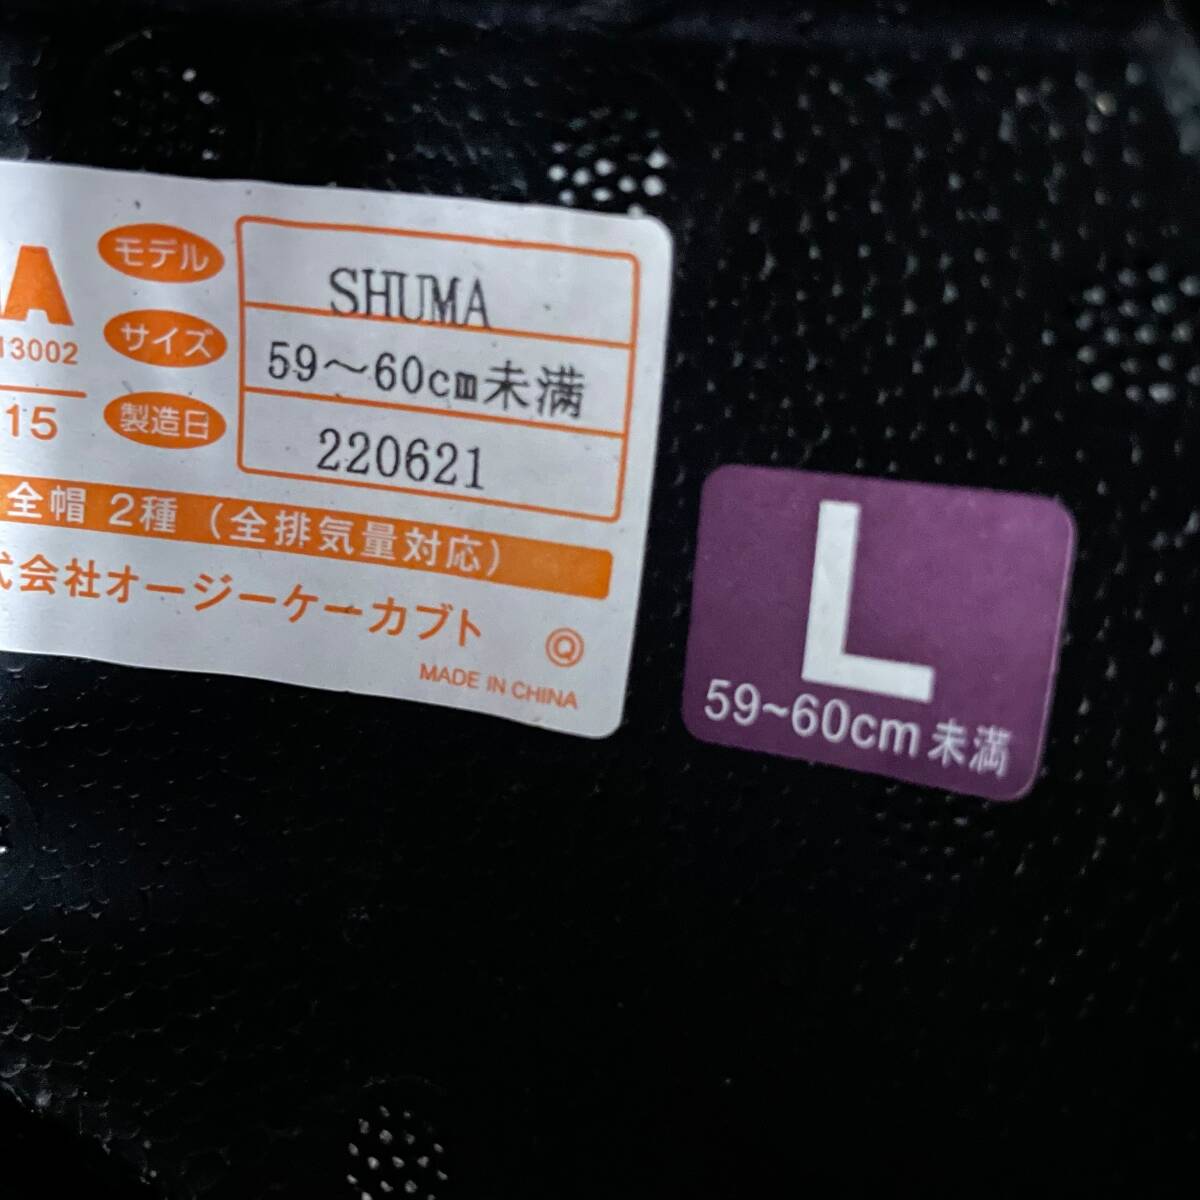 モデル SHUMA
サイズ 59～60cm未満
13002
製造日 220621
15
全帽 2種（全排気量対応）
式会社オージーケーカブト
Q
MADE IN CHINA
L
59~60cm未満